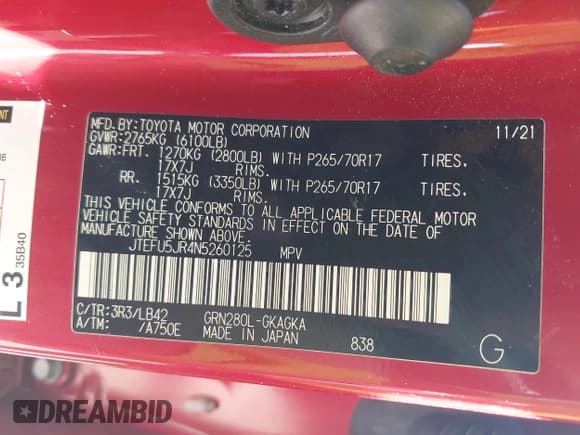 MFD.BY:TOYOTA MOTOR CORPORATION 11/21
GVWR:2765KG (6100LB)
GAWR:FRT. 1270KG (2800LB) WITH P265/70R17 TIRES.
17X7J RIMS.
RR. 1515KG (3350LB) WITH P265/70R17 TIRES.
17X7J RIMS.
THIS VEHICLE CONFORMS TO ALL APPLICABLE FEDERAL MOTOR
VEHICLE SAFETY STANDARDS IN EFFECT ON THE DATE OF
MANUFACTURE SHOWN ABOVE.
JTEFU5JR4N5260125 MPV
C/TR:3R3/LB42 GRN280L-GKAGKA
A/TM: /A750E MADE IN JAPAN 838 G
L 3
35B40
DREAMBID